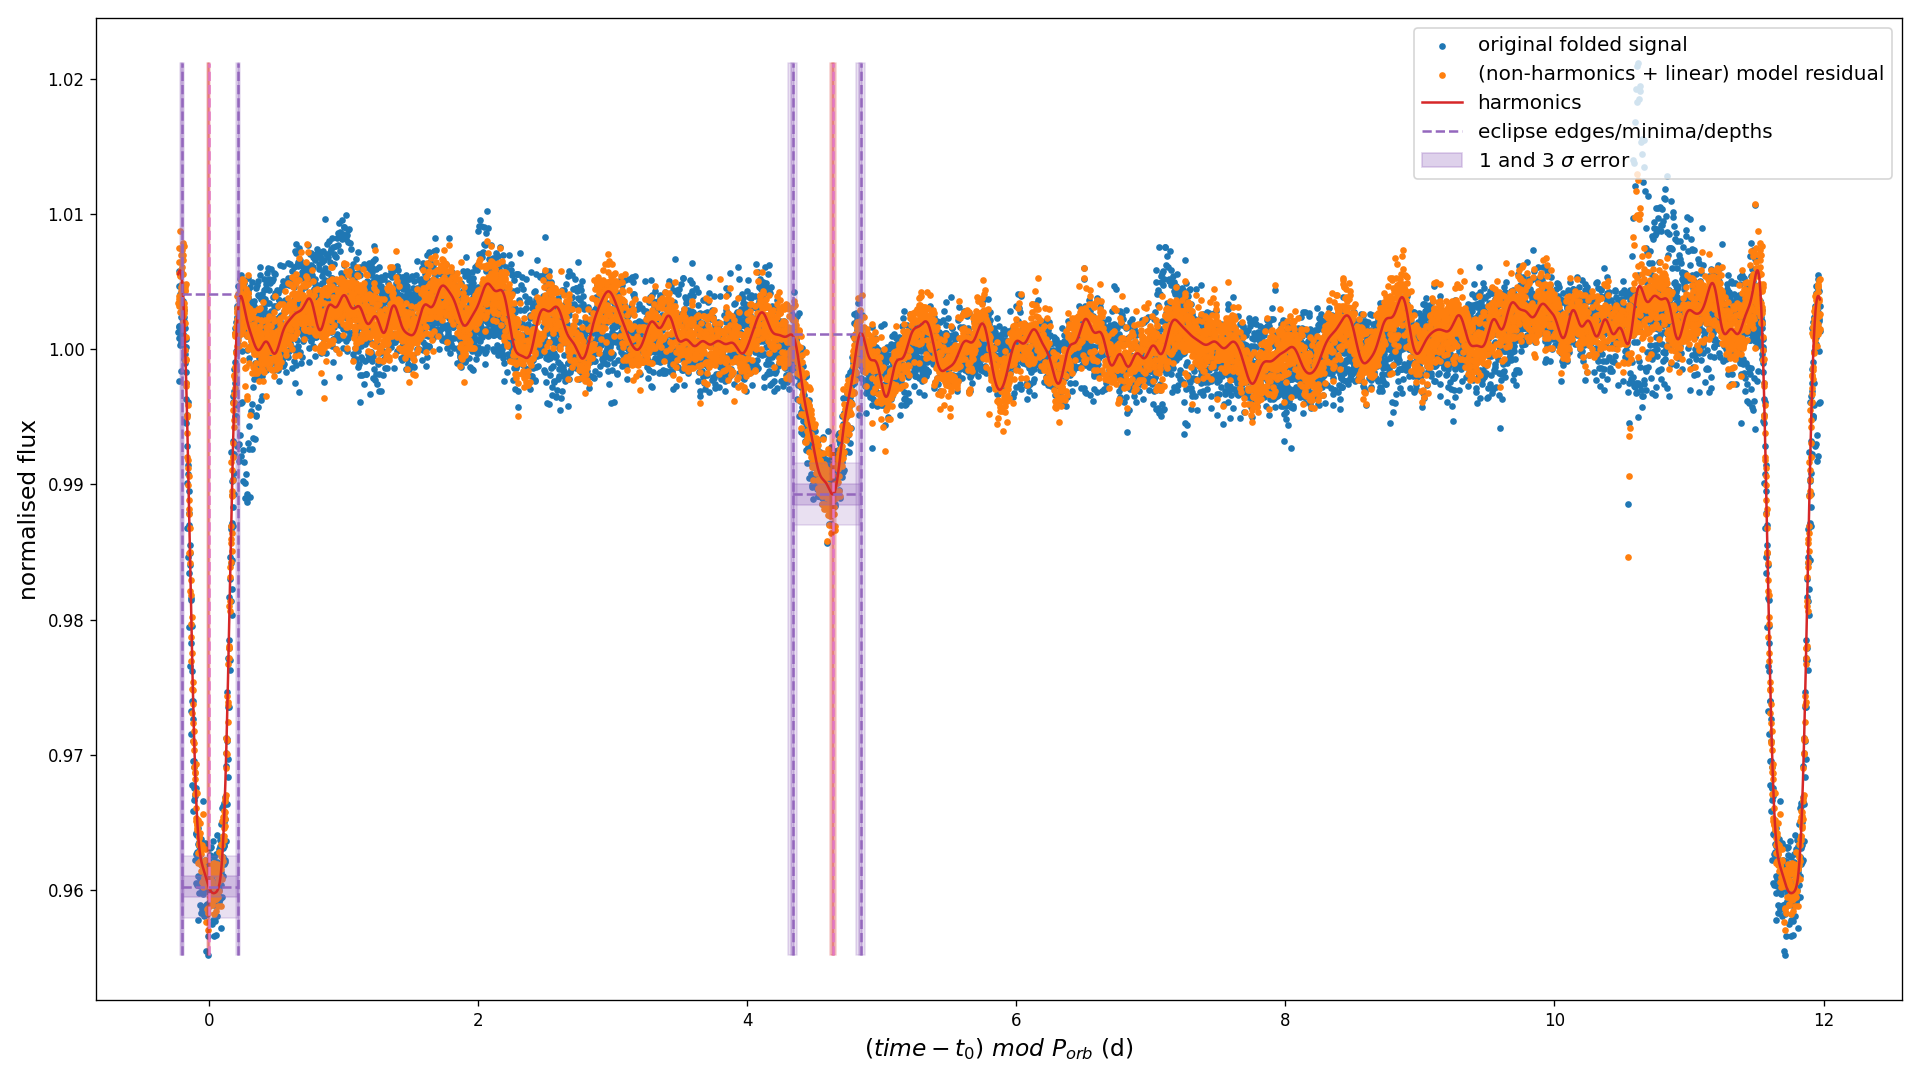 original folded signal
(non-harmonics + linear) model residual
harmonics
eclipse edges/minima/depths
1 and 3 σ error
normalised flux
1.02
1.01
1.00
0.99
0.98
0.97
0.96
0 2 4 6 8 10 12
(time − t₀) mod P_orb (d)